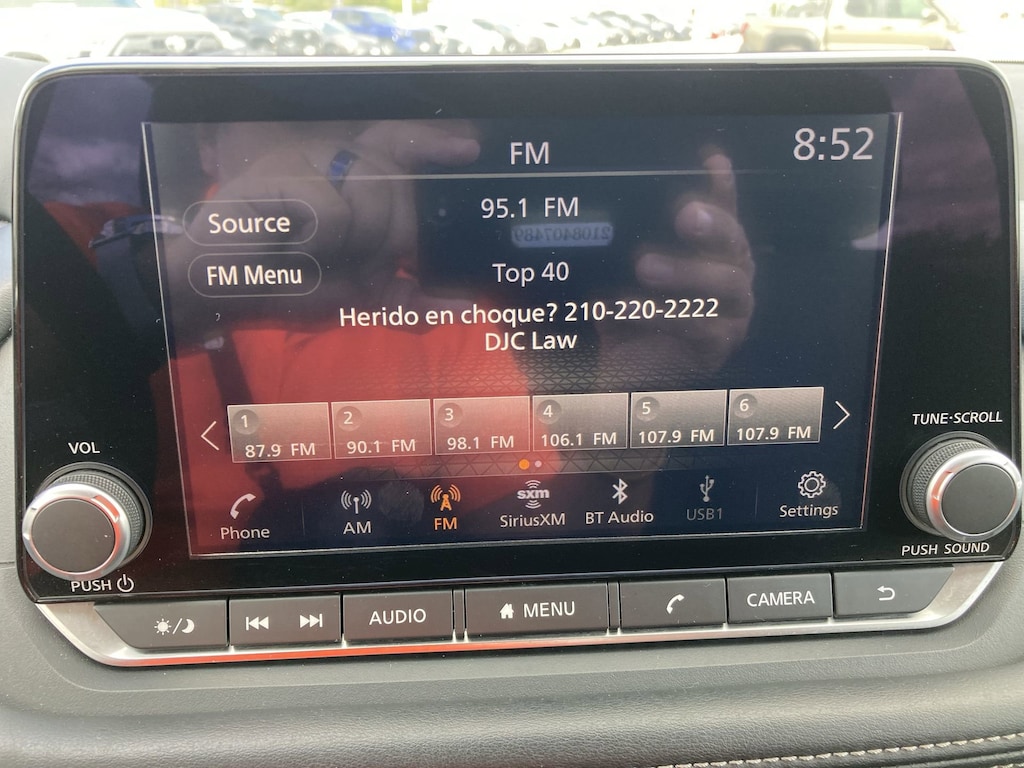 FM
8:52
Source
95.1 FM
FM Menu
Top 40
Herido en choque? 210-220-2222
DJC Law
1
87.9 FM
2
90.1 FM
3
98.1 FM
4
106.1 FM
5
107.9 FM
6
107.9 FM
VOL
TUNE·SCROLL
Phone
AM
FM
sxm
SiriusXM
BT Audio
USB1
Settings
PUSH
PUSH SOUND
AUDIO
MENU
CAMERA
2108407489